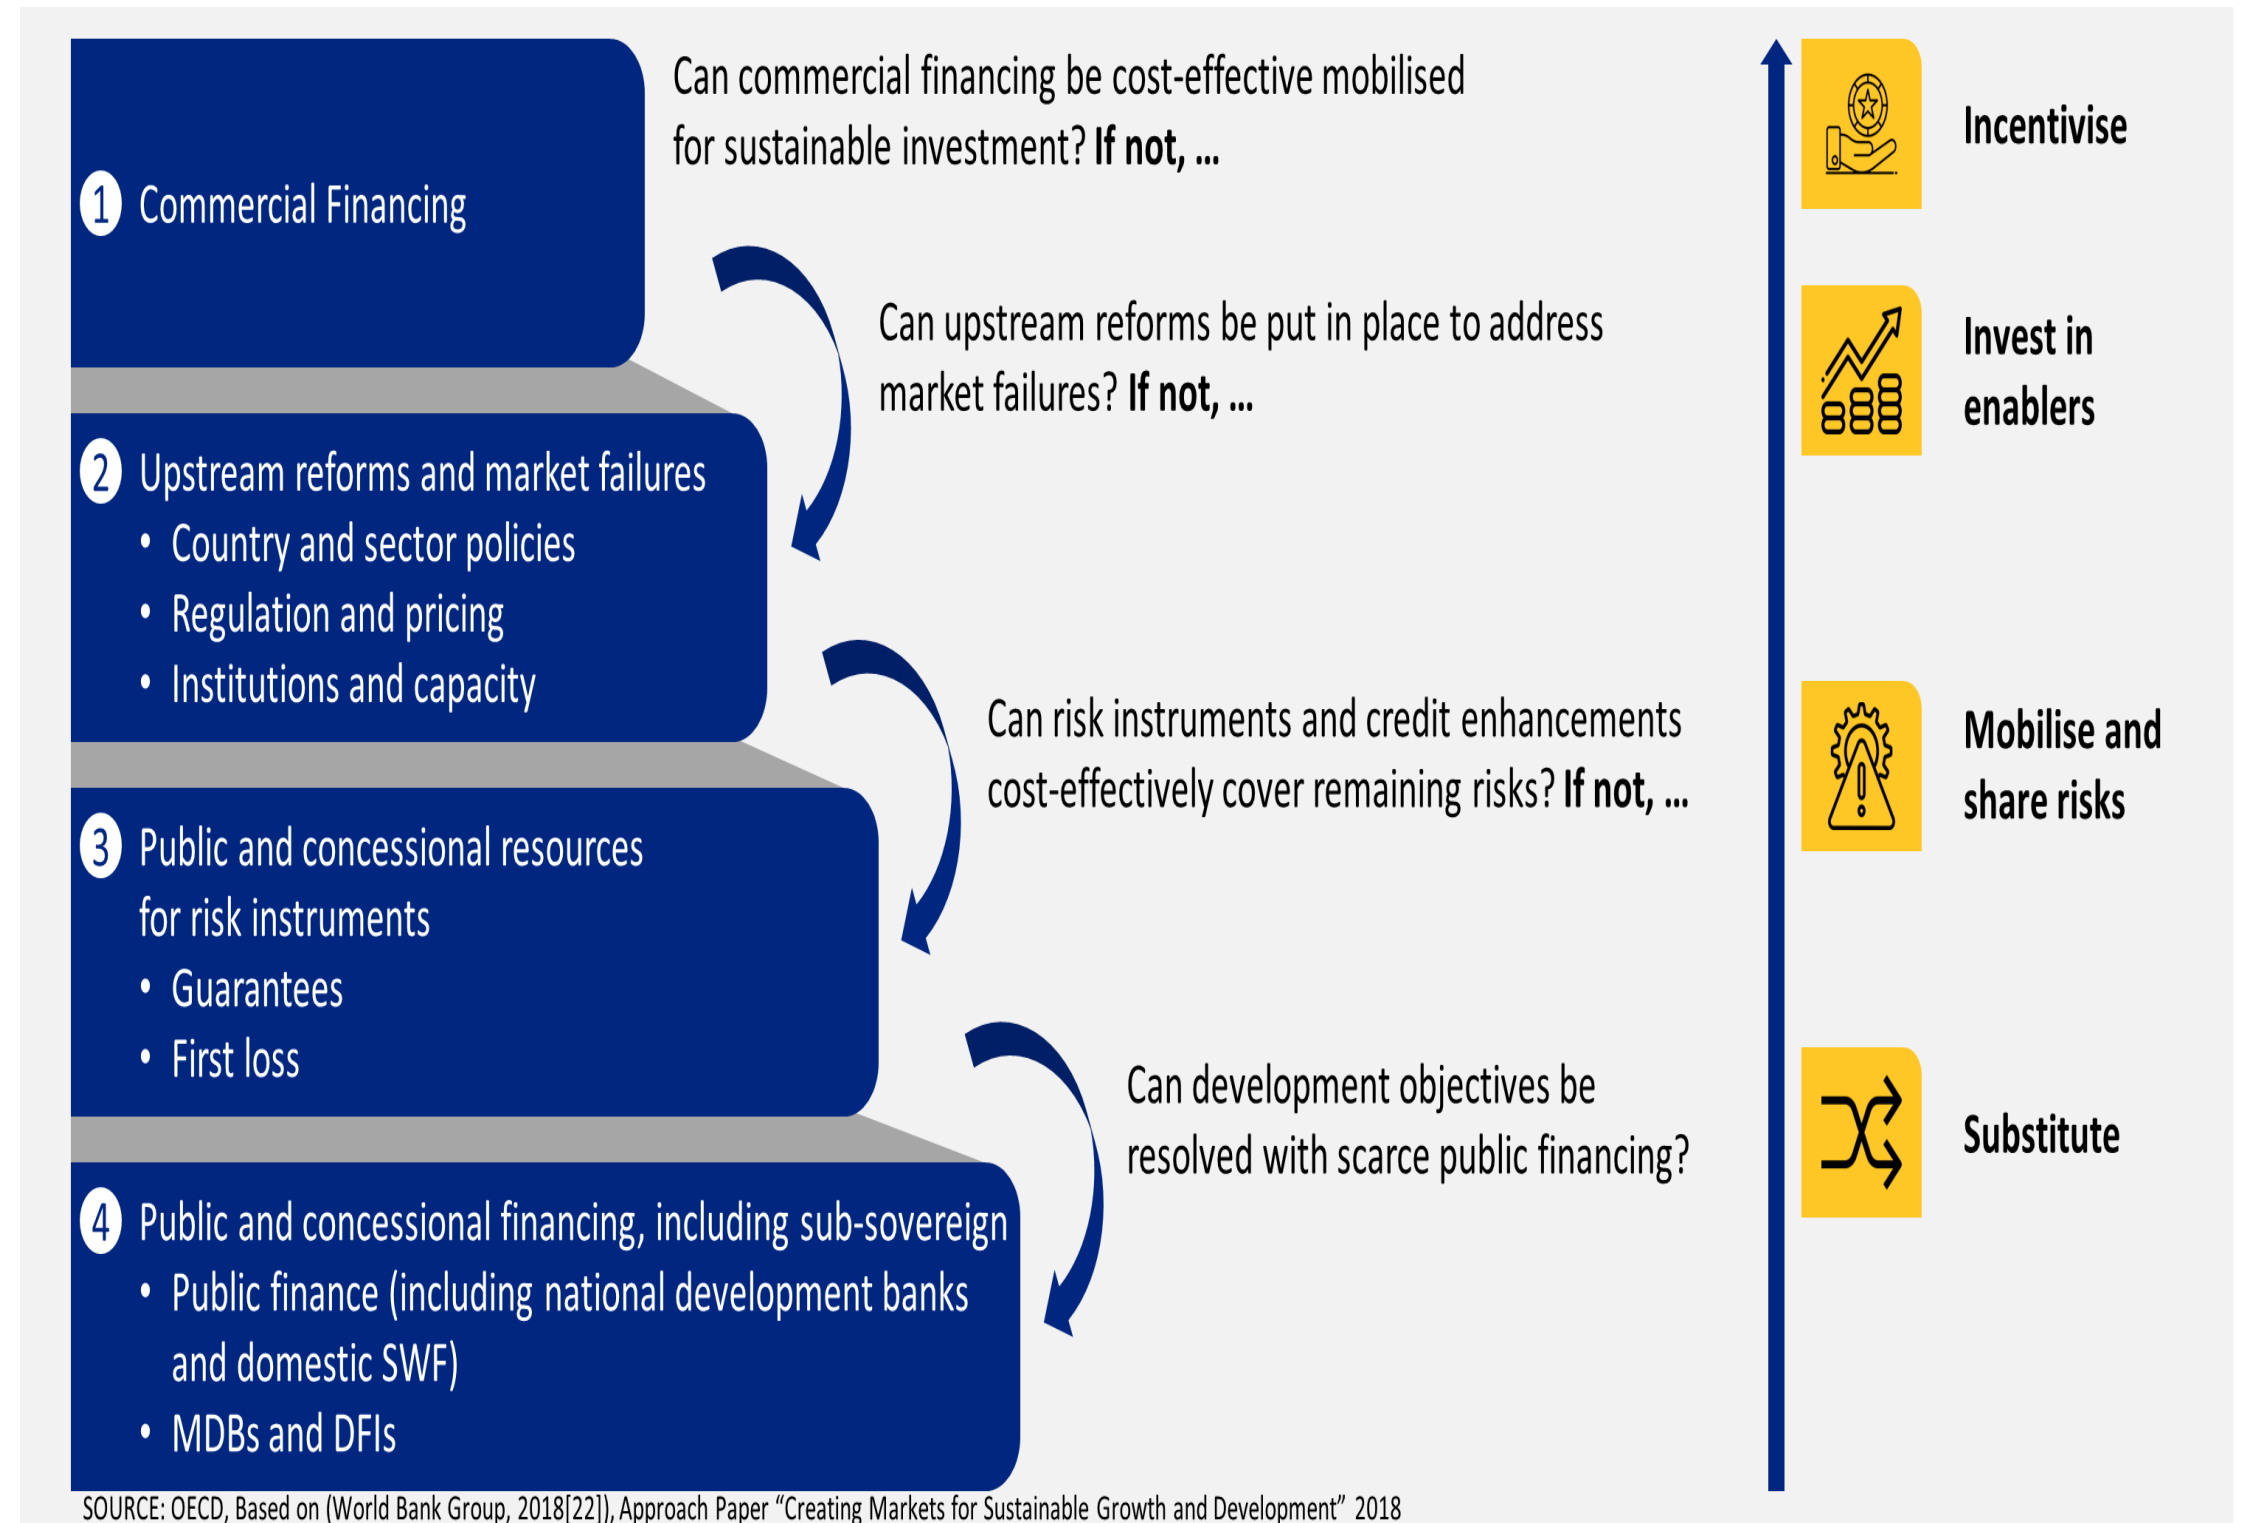 1 Commercial Financing
Can commercial financing be cost-effective mobilised
for sustainable investment? If not, ...
Incentivise
Can upstream reforms be put in place to address
market failures? If not, ...
Invest in
enablers
2 Upstream reforms and market failures
• Country and sector policies
• Regulation and pricing
• Institutions and capacity
Can risk instruments and credit enhancements
cost-effectively cover remaining risks? If not, ...
Mobilise and
share risks
3 Public and concessional resources
for risk instruments
• Guarantees
• First loss
Can development objectives be
resolved with scarce public financing?
Substitute
4 Public and concessional financing, including sub-sovereign
• Public finance (including national development banks
and domestic SWF)
• MDBs and DFIs
SOURCE: OECD, Based on (World Bank Group, 2018[22]), Approach Paper “Creating Markets for Sustainable Growth and Development” 2018